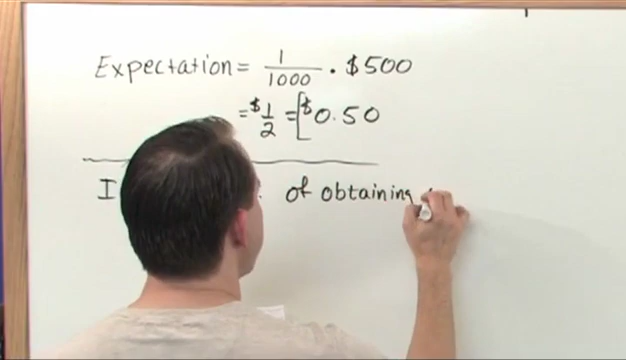 Expectation = 1/1000 · $500
= $1/2 = $0.50
I of obtaining